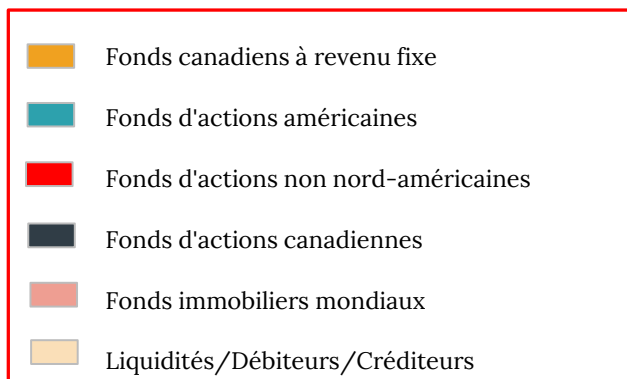 Fonds canadiens à revenu fixe
Fonds d'actions américaines
Fonds d'actions non nord-américaines
Fonds d'actions canadiennes
Fonds immobiliers mondiaux
Liquidités/Débiteurs/Créditeurs